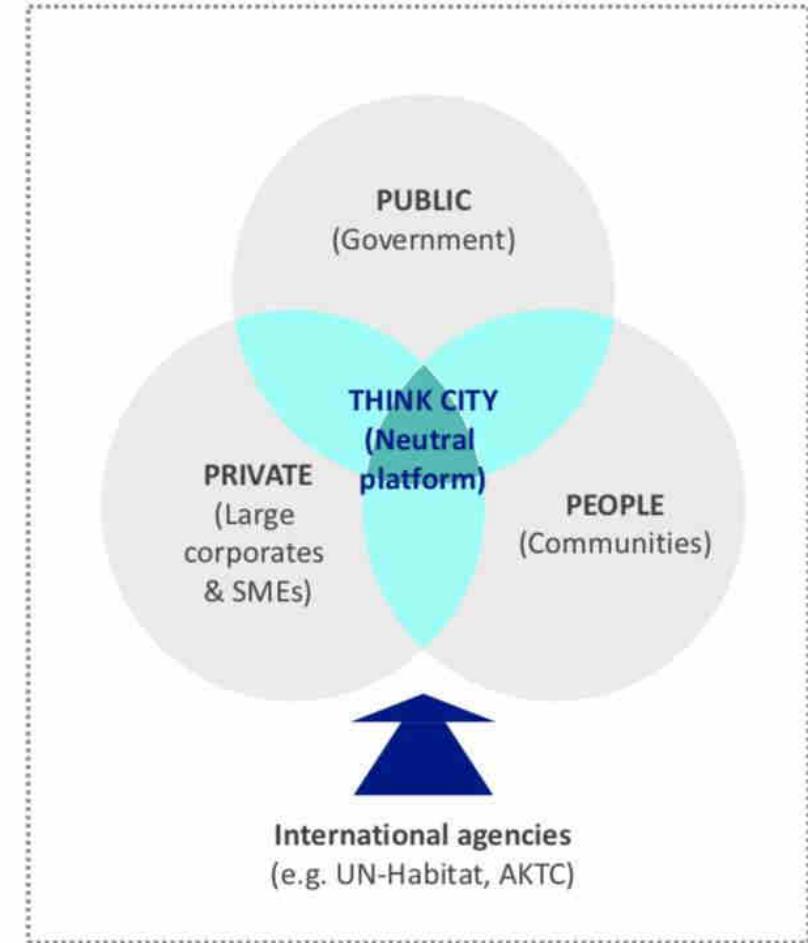 PUBLIC
(Government)
THINK CITY
(Neutral
platform)
PRIVATE
(Large
corporates
& SMEs)
PEOPLE
(Communities)
International agencies
(e.g. UN-Habitat, AKTC)